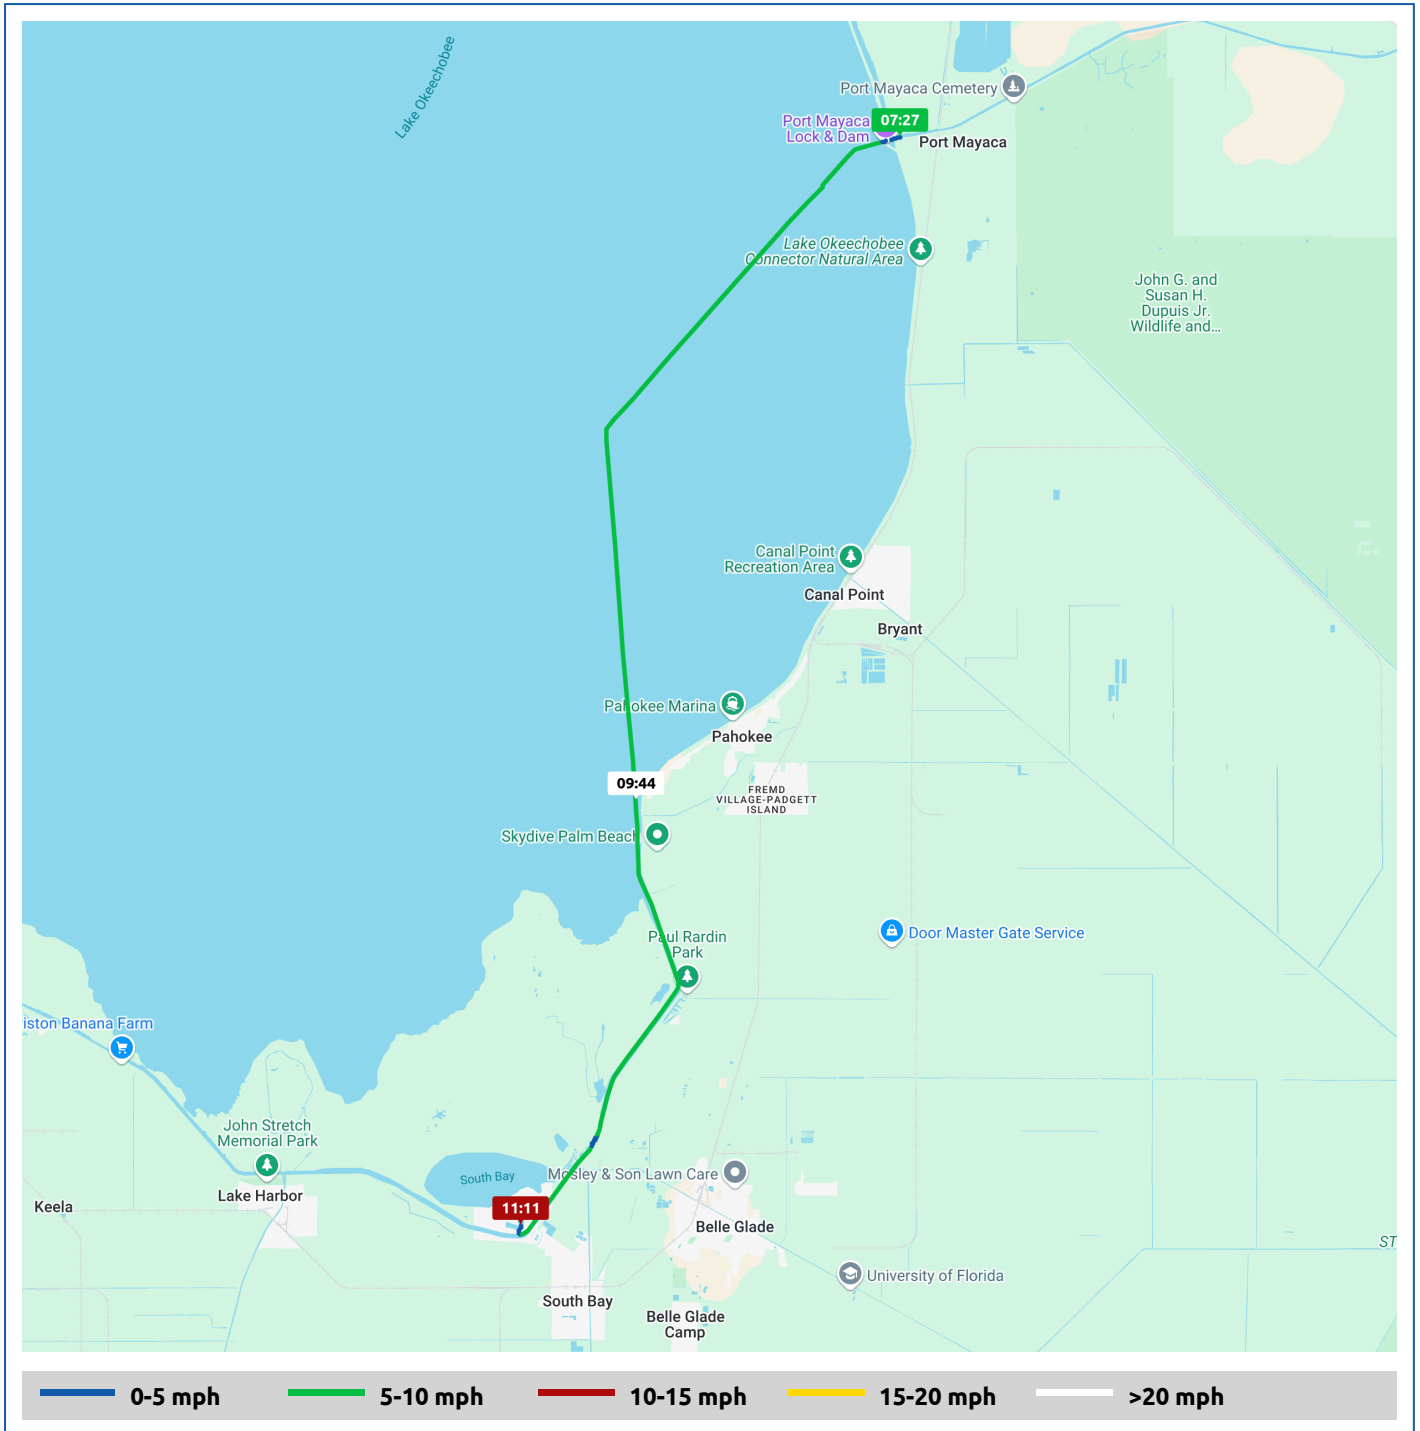 Lake Okeechobee
Port Mayaca Cemetery
Port Mayaca
Lock & Dam
07:27
Port Mayaca
Lake Okeechobee
Connector Natural Area
John G. and
Susan H.
Dupuis Jr.
Wildlife and...
Canal Point
Recreation Area
Canal Point
Bryant
Pahokee Marina
Pahokee
09:44
FREMD
VILLAGE-PADGETT
ISLAND
Skydive Palm Beach
Door Master Gate Service
Paul Rardin
Park
iston Banana Farm
John Stretch
Memorial Park
Lake Harbor
South Bay
Mosley & Son Lawn Care
Keela
11:11
Belle Glade
ST
University of Florida
South Bay
Belle Glade
Camp
0-5 mph
5-10 mph
10-15 mph
15-20 mph
>20 mph